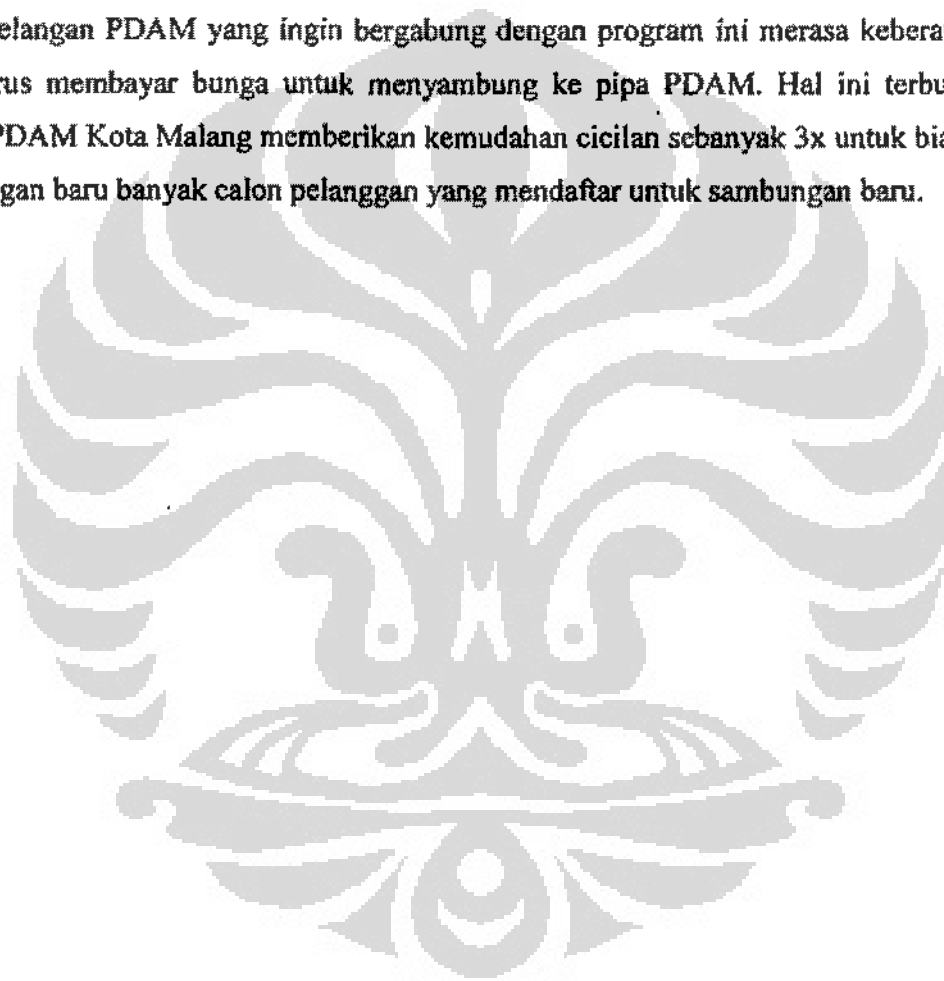 elangan PDAM yang ingin bergabung dengan program ini merasa kebera
us membayar bunga untuk menyambung ke pipa PDAM. Hal ini terbu
PDAM Kota Malang memberikan kemudahan cicilan sebanyak 3x untuk bia
gan baru banyak calon pelanggan yang mendaftar untuk sambungan baru.